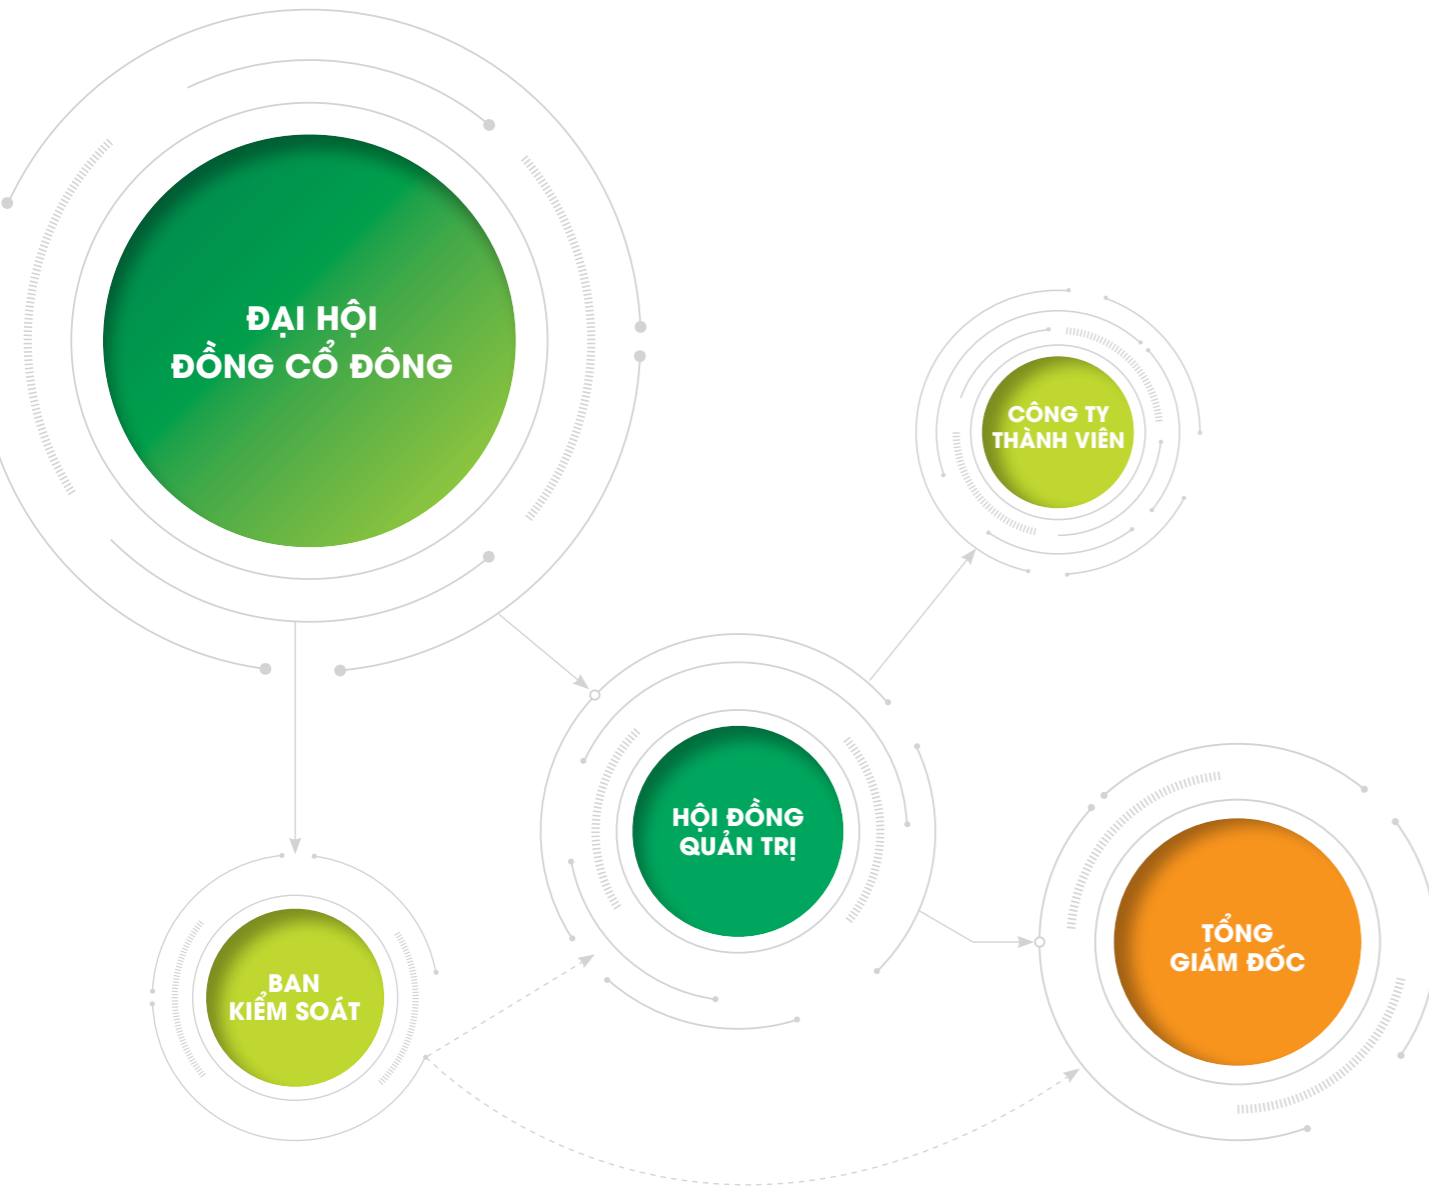 ĐẠI HỘI
ĐỒNG CỔ ĐÔNG
CÔNG TY
THÀNH VIÊN
HỘI ĐỒNG
QUẢN TRỊ
TỔNG
GIÁM ĐỐC
BAN
KIỂM SOÁT